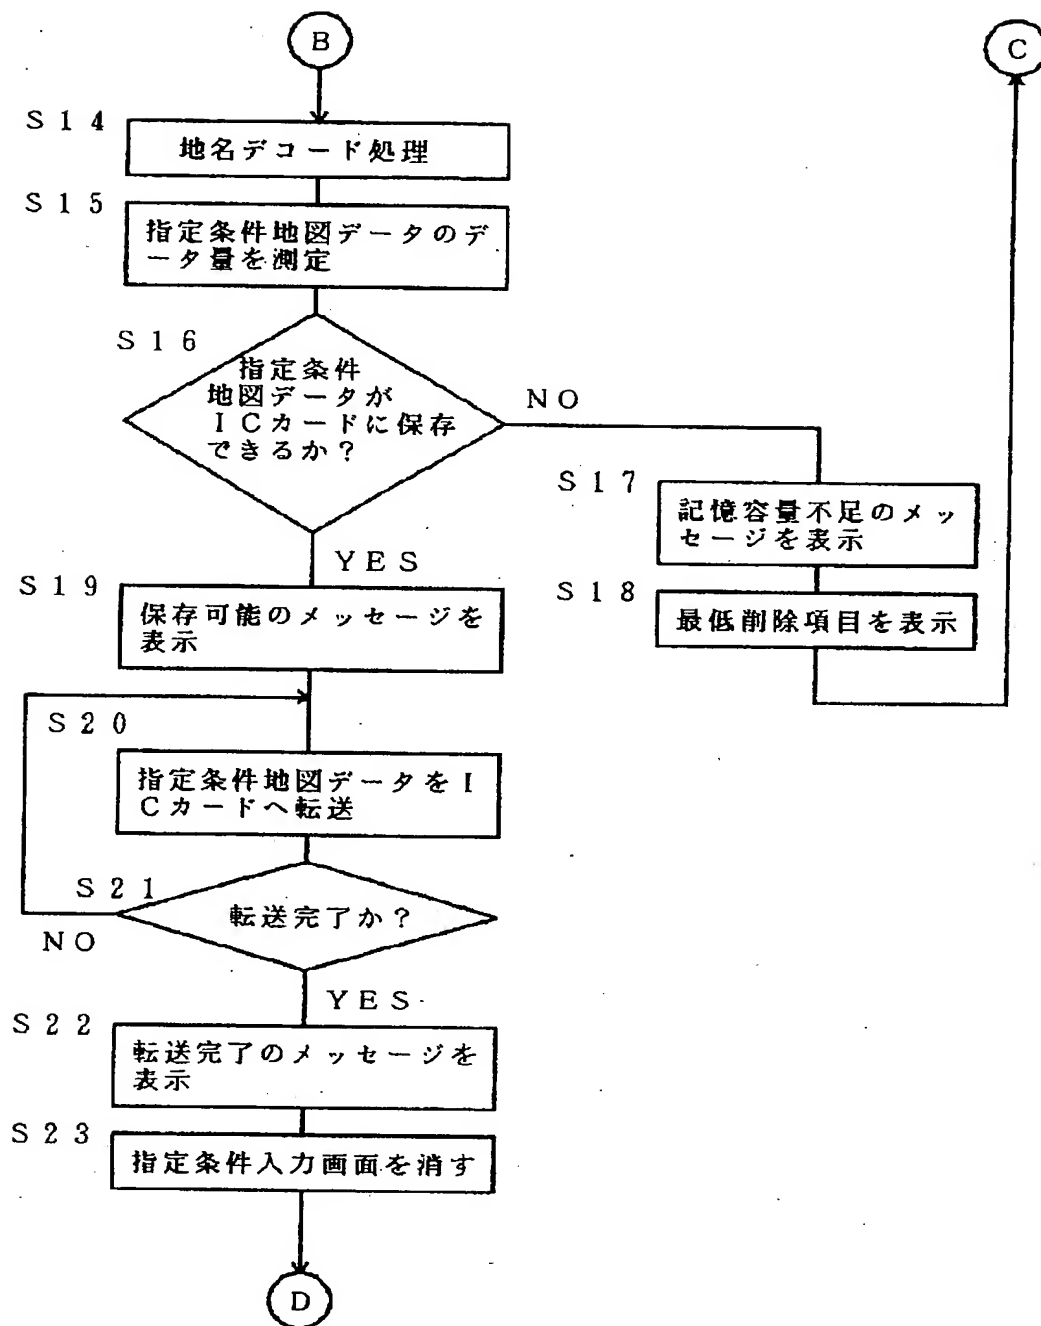 B
C
S14
地名デコード処理
S15
指定条件地図データのデ
ータ量を測定
S16
指定条件
地図データが
ICカードに保存
できるか?
NO
S17
記憶容量不足のメッ
セージを表示
YES
S18
最低削除項目を表示
S19
保存可能のメッセージを
表示
S20
指定条件地図データをI
Cカードへ転送
S21
転送完了か?
NO
YES
S22
転送完了のメッセージを
表示
S23
指定条件入力画面を消す
D